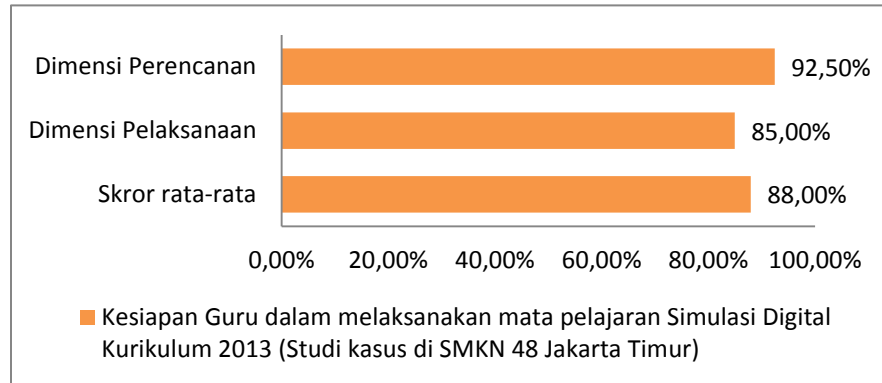 Dimensi Perencanan
92,50%
Dimensi Pelaksanaan
85,00%
Skror rata-rata
88,00%
0,00% 20,00% 40,00% 60,00% 80,00% 100,00%
Kesiapan Guru dalam melaksanakan mata pelajaran Simulasi Digital
Kurikulum 2013 (Studi kasus di SMKN 48 Jakarta Timur)